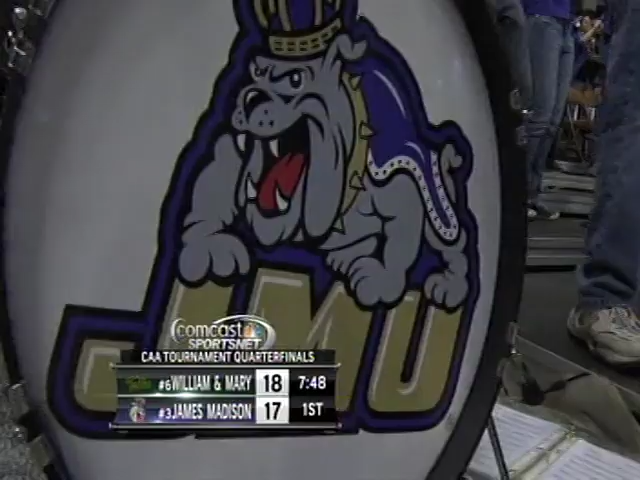 JMU
comcast
SPORTSNET
CAA TOURNAMENT QUARTERFINALS
#6 WILLIAM & MARY 18 7:48
#3 JAMES MADISON 17 1ST